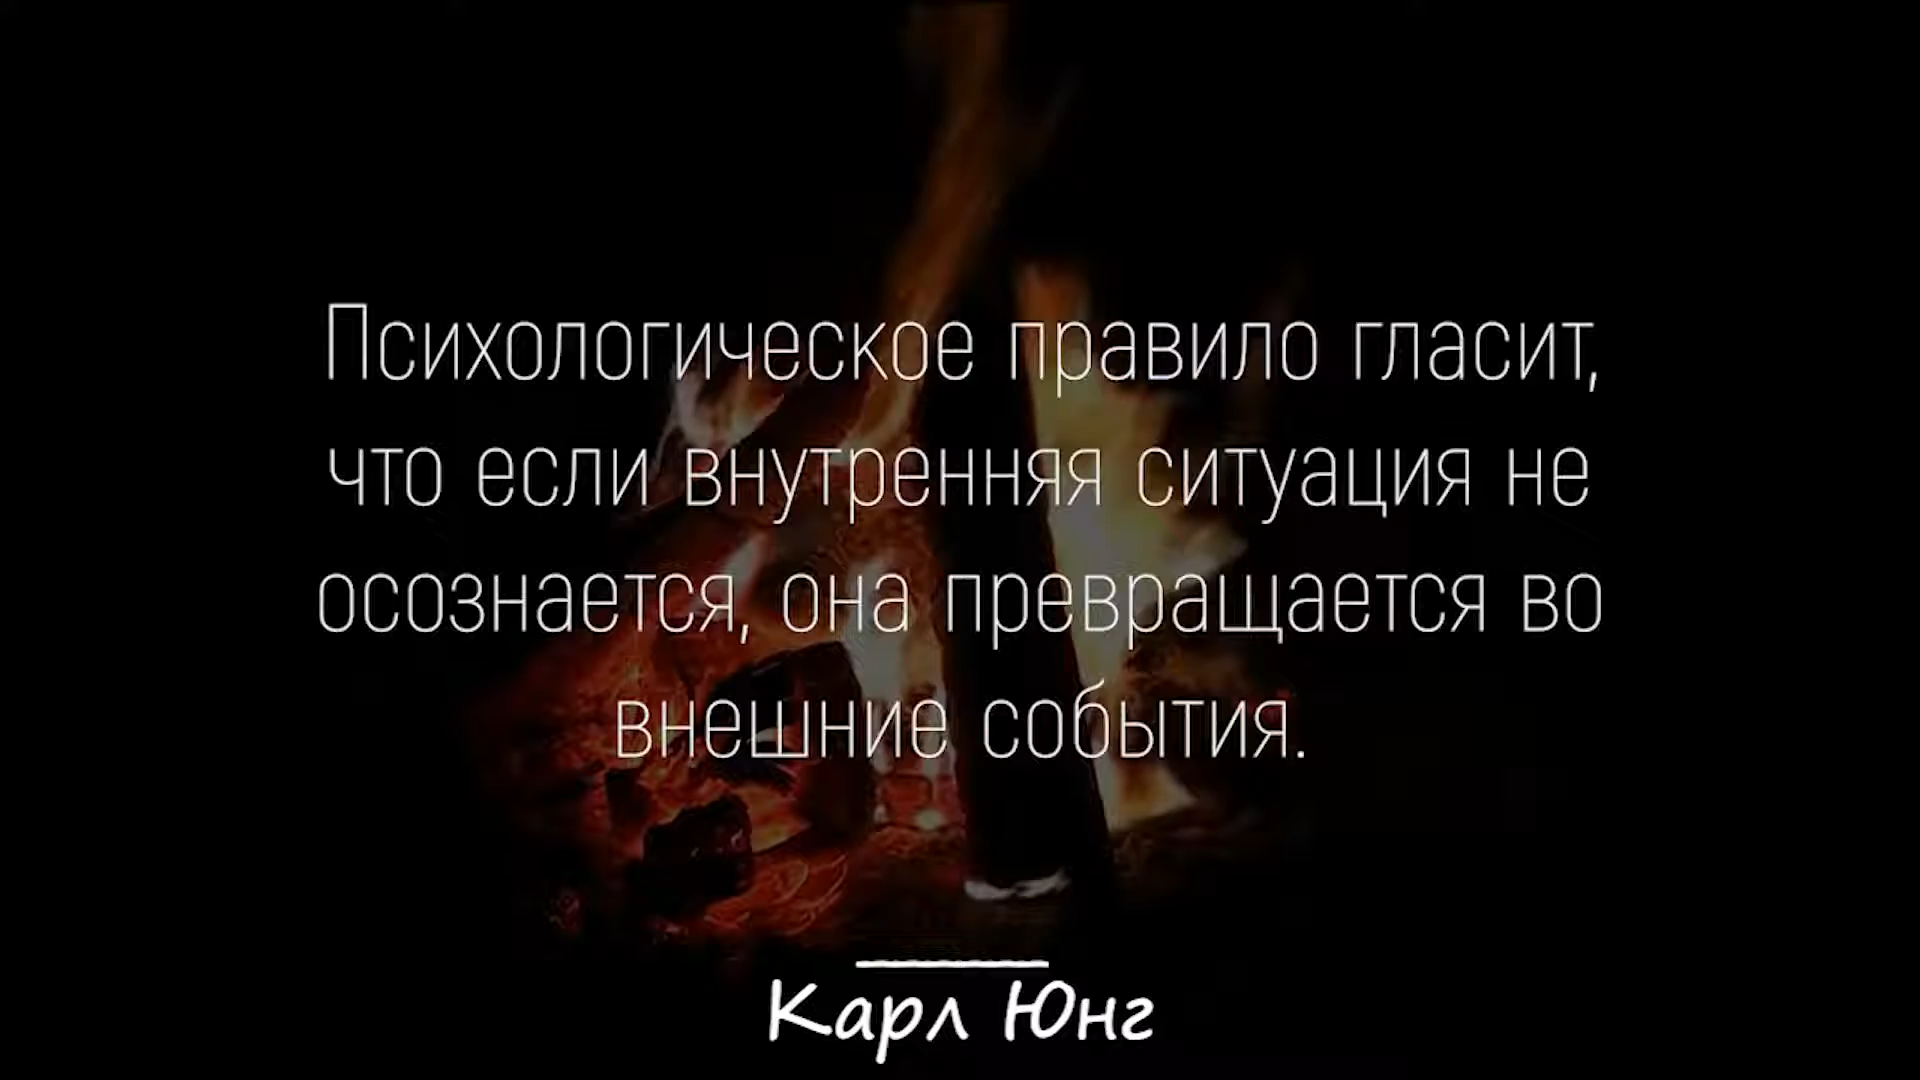 Психологическое правило гласит,
что если внутренняя ситуация не
осознается, она превращается во
внешние события.
Карл Юнг